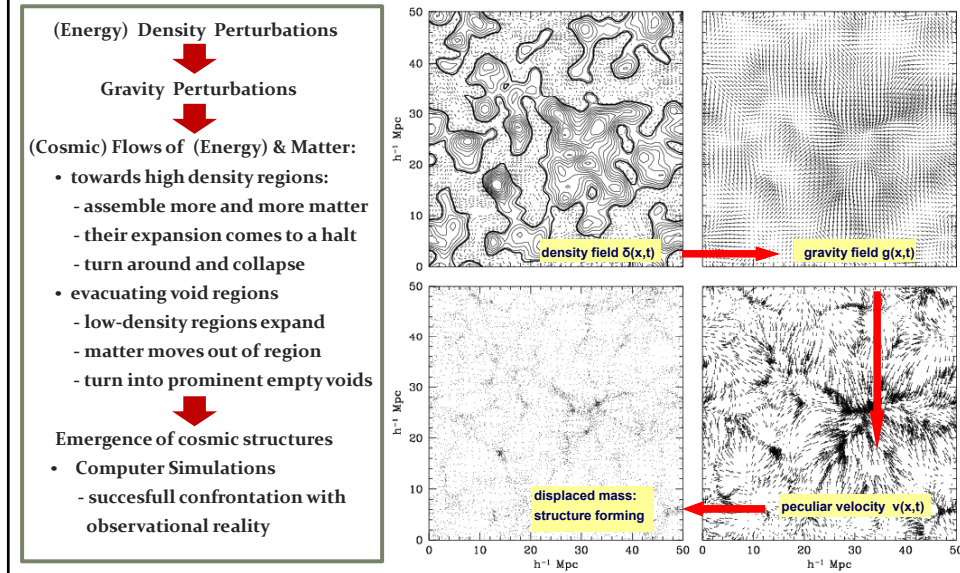 (Energy) Density Perturbations
Gravity Perturbations
(Cosmic) Flows of (Energy) & Matter:
• towards high density regions:
- assemble more and more matter
- their expansion comes to a halt
- turn around and collapse
• evacuating void regions
- low-density regions expand
- matter moves out of region
- turn into prominent empty voids
Emergence of cosmic structures
• Computer Simulations
- succesfull confrontation with
observational reality
50
40
30
20
10
0
h⁻¹ Mpc
density field δ(x,t)
gravity field g(x,t)
50
40
30
20
10
0
h⁻¹ Mpc
displaced mass:
structure forming
peculiar velocity v(x,t)
0 10 20 30 40 50
0 10 20 30 40 50
h⁻¹ Mpc
h⁻¹ Mpc